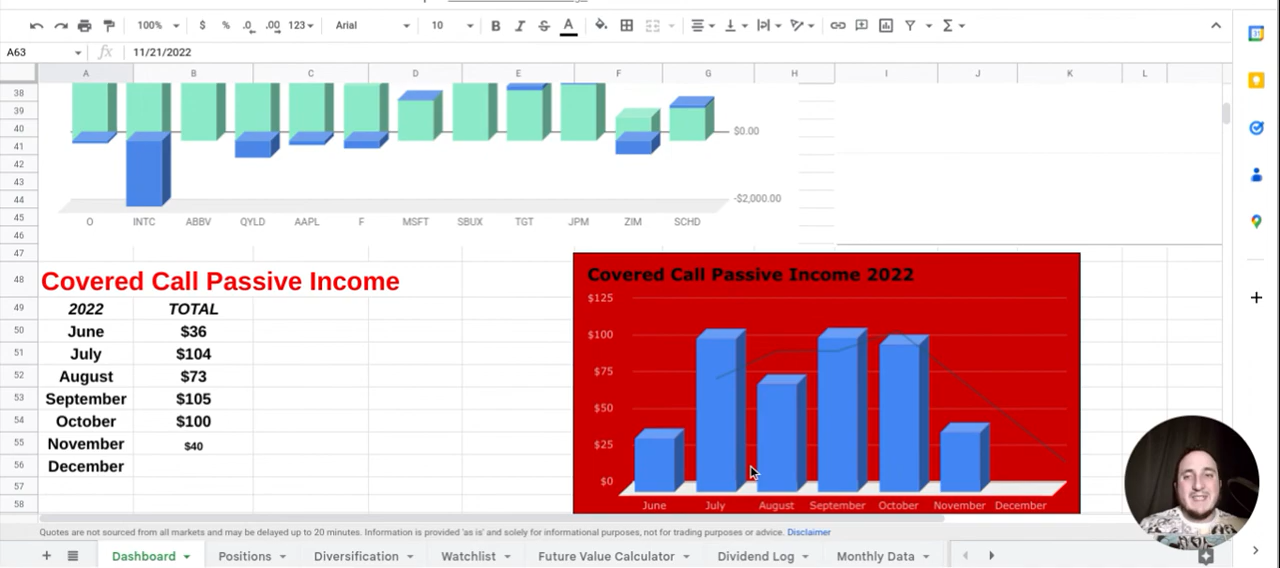 100% $ % .0 .00 123 Arial 10 B I S A Σ
A63 fx 11/21/2022
A B C D E F G H I J K L
38
39
40 $0.00
41
42
43
44 -$2,000.00
45 O INTC ABBV QYLD AAPL F MSFT SBUX TGT JPM ZIM SCHD
46
47
48 Covered Call Passive Income
49 2022 TOTAL
50 June $36
51 July $104
52 August $73
53 September $105
54 October $100
55 November $40
56 December
57
58
Covered Call Passive Income 2022
$125
$100
$75
$50
$25
$0
June July August September October November December
Quotes are not sourced from all markets and may be delayed up to 20 minutes. Information is provided 'as is' and solely for informational purposes, not for trading purposes or advice. Disclaimer
Dashboard Positions Diversification Watchlist Future Value Calculator Dividend Log Monthly Data
31